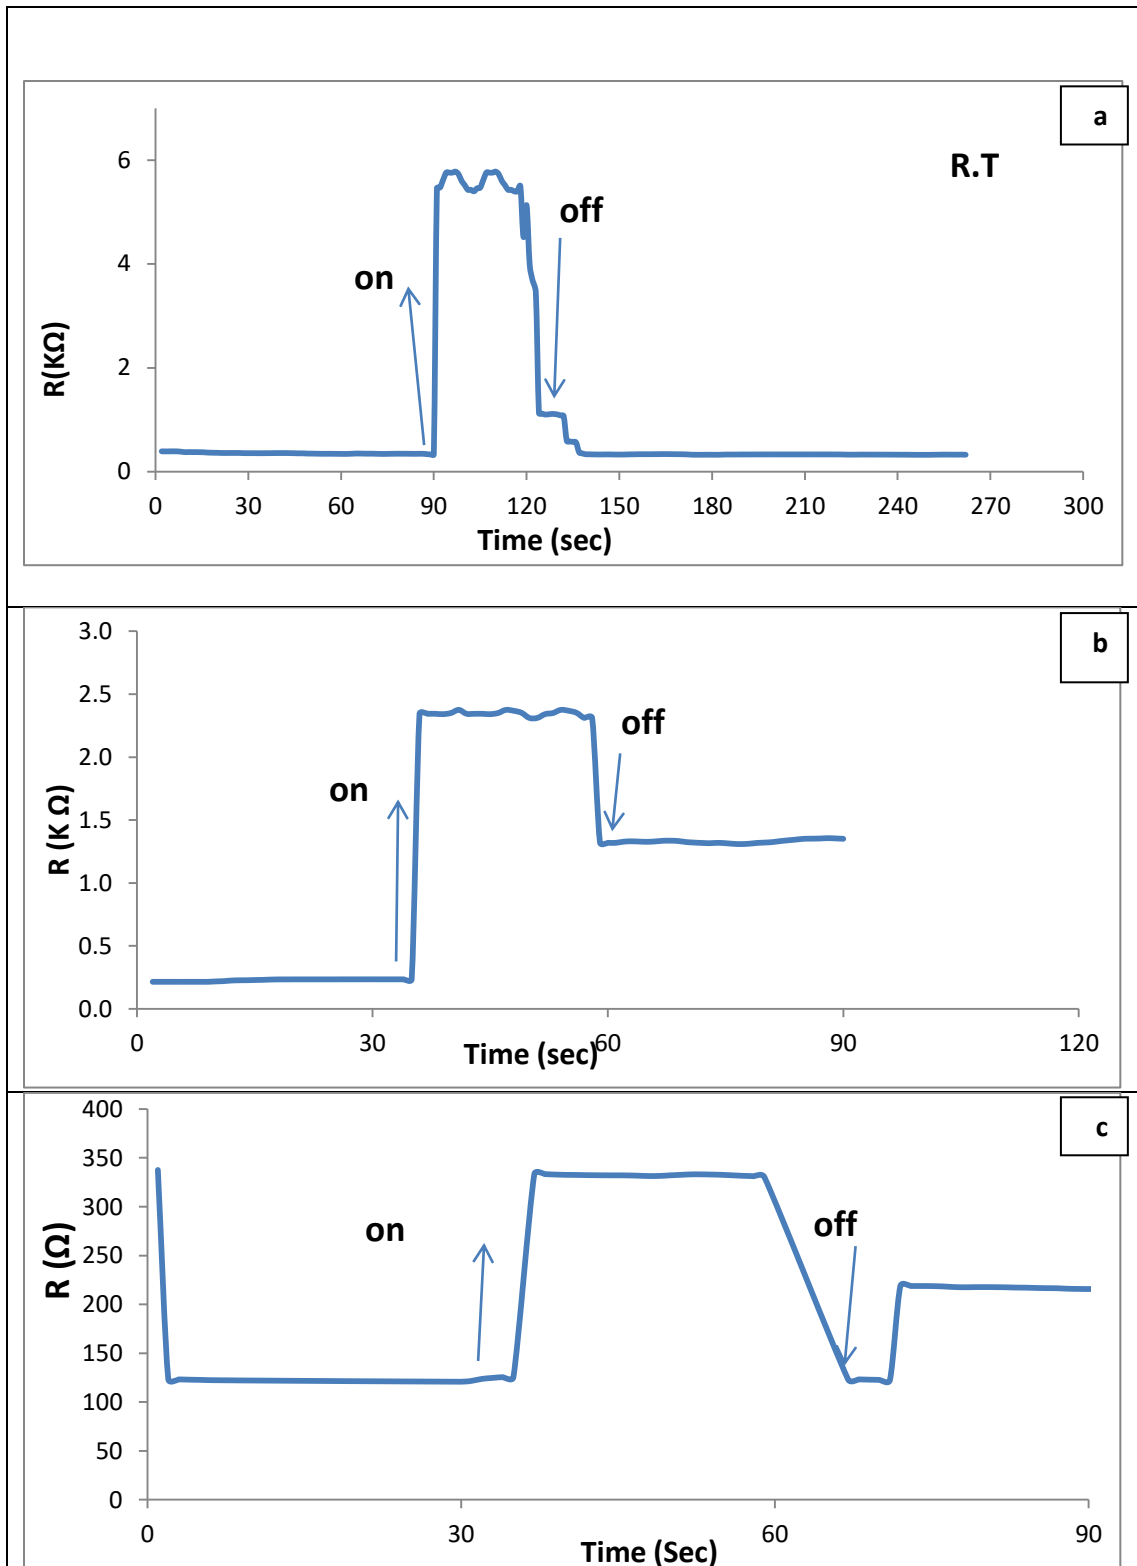 a
R.T
6
off
on
4
R(KΩ)
2
0
0 30 60 90 120 150 180 210 240 270 300
Time (sec)
b
3.0
2.5
off
2.0
on
1.5
R (K Ω)
1.0
0.5
0.0
0 30 60 90 120
Time (sec)
c
400
350
300
on
off
250
R (Ω)
200
150
100
50
0
0 30 60 90
Time (Sec)